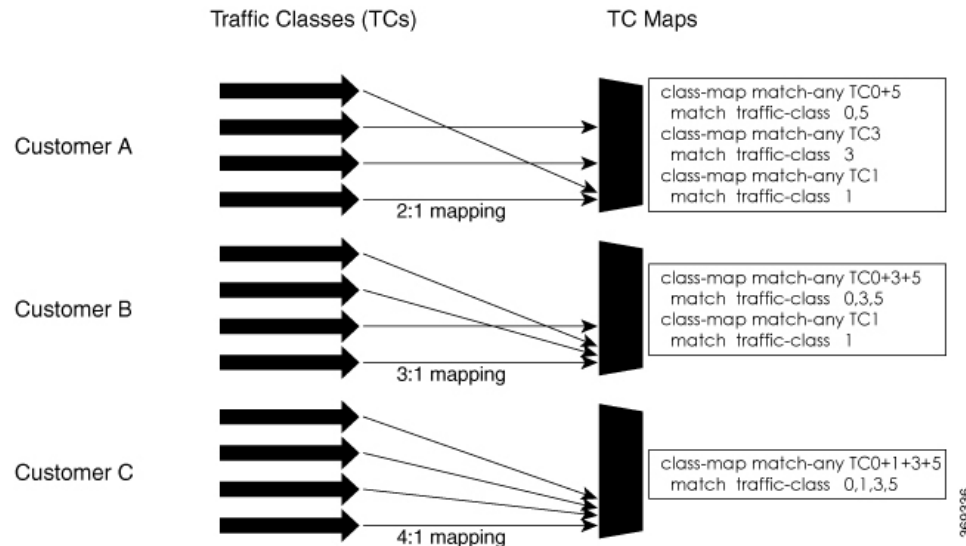 Traffic Classes (TCs)
TC Maps
Customer A
2:1 mapping
class-map match-any TC0+5
match traffic-class 0,5
class-map match-any TC3
match traffic-class 3
class-map match-any TC1
match traffic-class 1
Customer B
3:1 mapping
class-map match-any TC0+3+5
match traffic-class 0,3,5
class-map match-any TC1
match traffic-class 1
Customer C
4:1 mapping
class-map match-any TC0+1+3+5
match traffic-class 0,1,3,5
369336